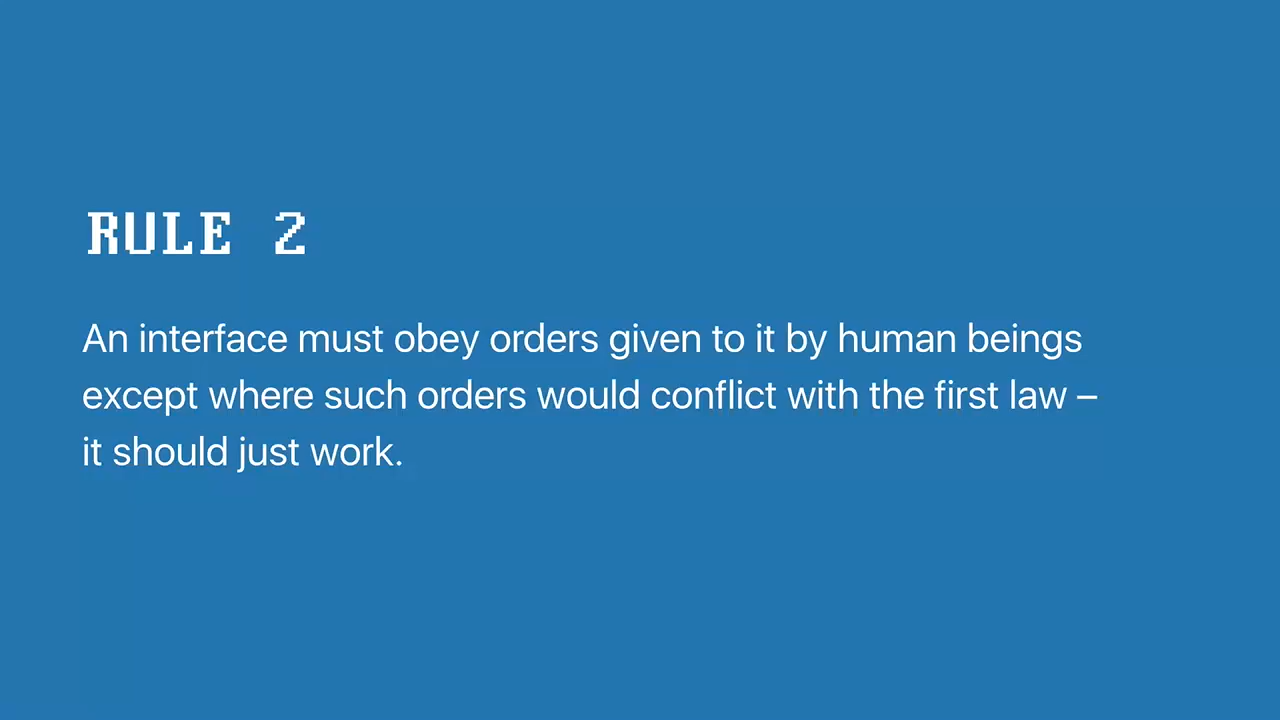 RULE 2
An interface must obey orders given to it by human beings
except where such orders would conflict with the first law –
it should just work.